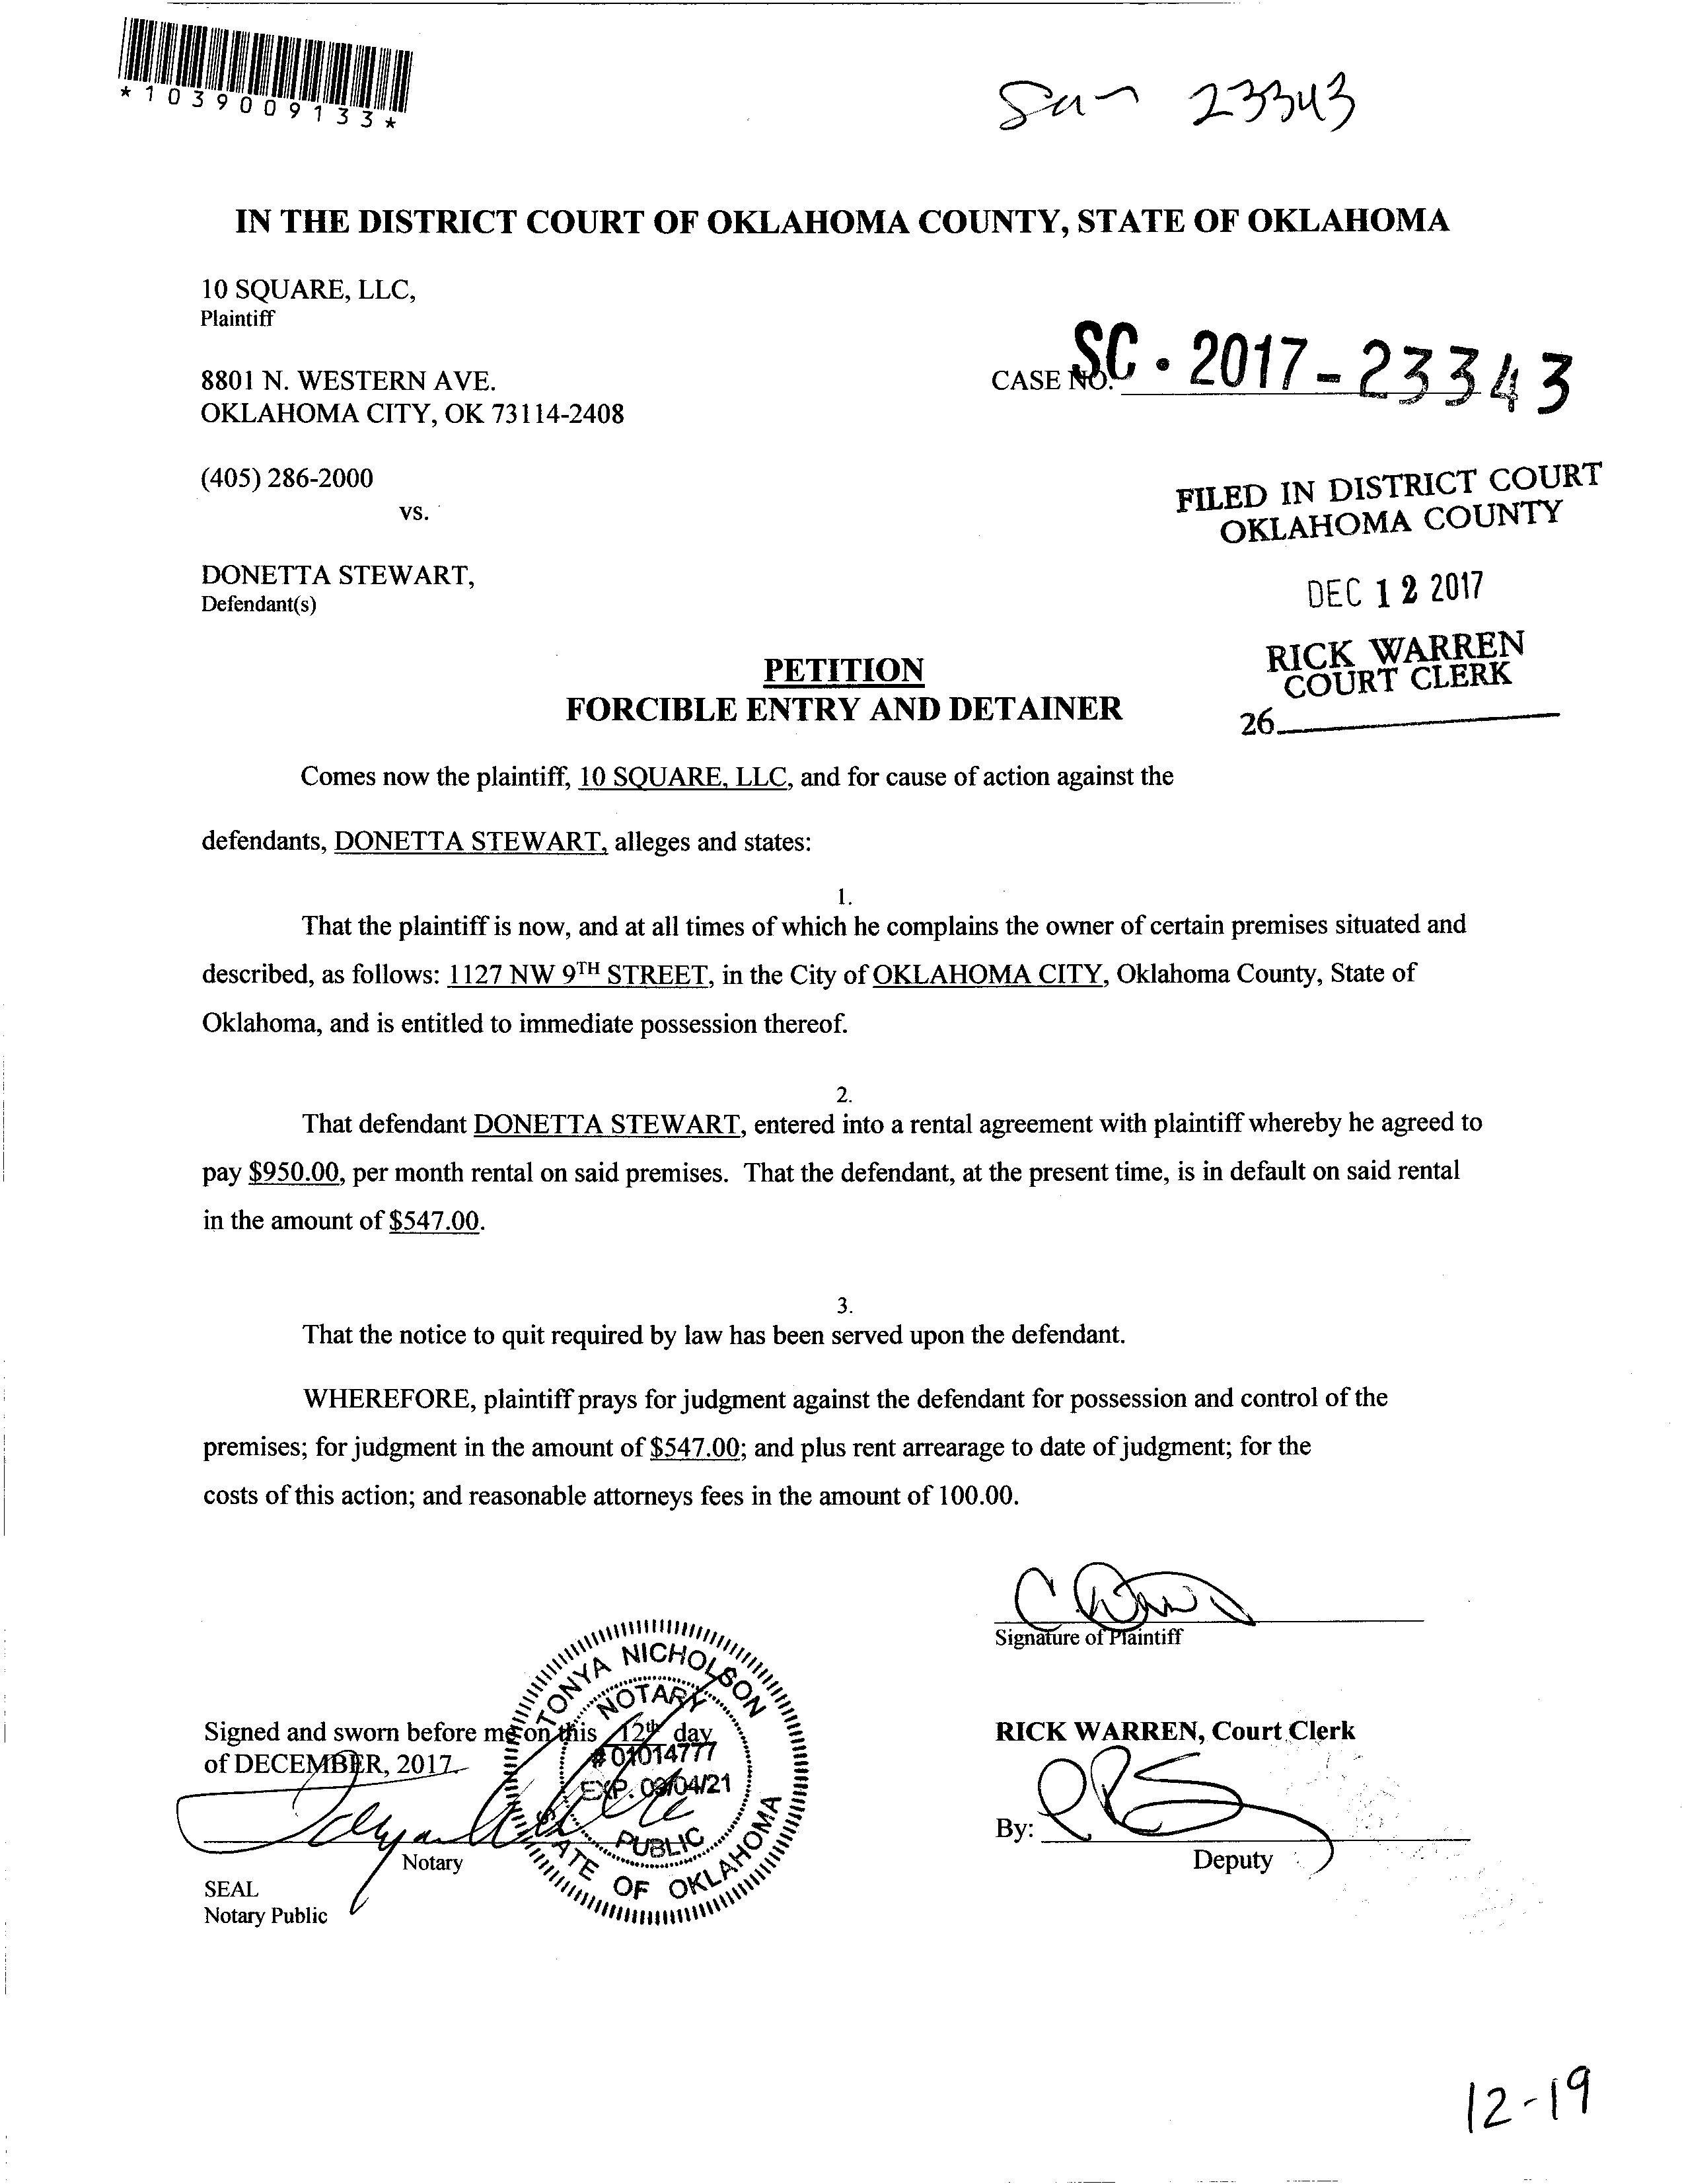 *1039009133*
23343
IN THE DISTRICT COURT OF OKLAHOMA COUNTY, STATE OF OKLAHOMA
10 SQUARE, LLC,
Plaintiff
8801 N. WESTERN AVE.
OKLAHOMA CITY, OK 73114-2408
CASE NO. SC - 2017 - 23343
(405) 286-2000
vs.
FILED IN DISTRICT COURT
OKLAHOMA COUNTY
DONETTA STEWART,
Defendant(s)
DEC 12 2017
RICK WARREN
COURT CLERK
26
PETITION
FORCIBLE ENTRY AND DETAINER
Comes now the plaintiff, 10 SQUARE, LLC, and for cause of action against the
defendants, DONETTA STEWART, alleges and states:
1.
That the plaintiff is now, and at all times of which he complains the owner of certain premises situated and
described, as follows: 1127 NW 9TH STREET, in the City of OKLAHOMA CITY, Oklahoma County, State of
Oklahoma, and is entitled to immediate possession thereof.
2.
That defendant DONETTA STEWART, entered into a rental agreement with plaintiff whereby he agreed to
pay $950.00, per month rental on said premises. That the defendant, at the present time, is in default on said rental
in the amount of $547.00.
3.
That the notice to quit required by law has been served upon the defendant.
WHEREFORE, plaintiff prays for judgment against the defendant for possession and control of the
premises; for judgment in the amount of $547.00; and plus rent arrearage to date of judgment; for the
costs of this action; and reasonable attorneys fees in the amount of 100.00.
Signature of Plaintiff
Signed and sworn before me on this 12th day
of DECEMBER, 2017.
Notary
SEAL
Notary Public
TONYA NICHOLSON
NOTARY
# 01014777
EXP. 09/04/21
PUBLIC
STATE OF OKLAHOMA
RICK WARREN, Court Clerk
By:
Deputy
12-19